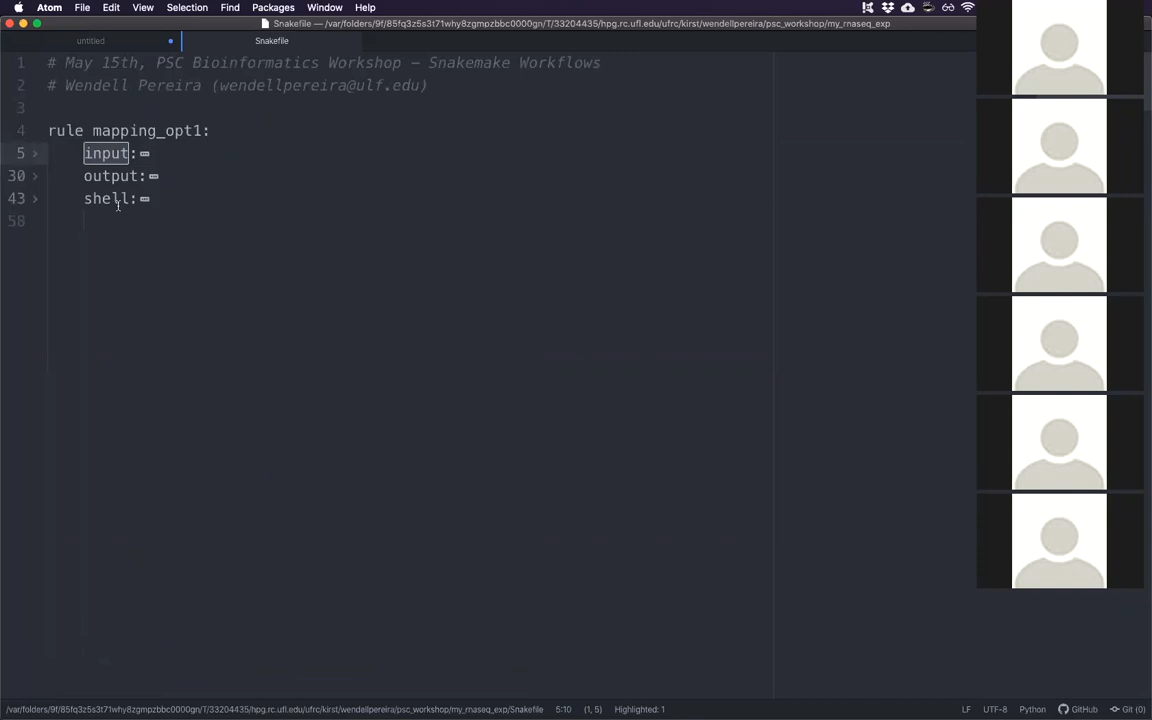 Atom File Edit View Selection Find Packages Window Help
Snakefile — /var/folders/9f/85fq3z5s3t71why8zgmpzbbc0000gn/T/33204435/hpg.rc.ufl.edu/ufrc/kirst/wendellpereira/psc_workshop/my_rnaseq_exp
untitled Snakefile
1 # May 15th, PSC Bioinformatics Workshop – Snakemake Workflows
2 # Wendell Pereira (wendellpereira@ulf.edu)
3
4 rule mapping_opt1:
5 input:
30 output:
43 shell:
58
/var/folders/9f/85fq3z5s3t71why8zgmpzbbc0000gn/T/33204435/hpg.rc.ufl.edu/ufrc/kirst/wendellpereira/psc_workshop/my_rnaseq_exp/Snakefile 5:10 (1, 5) Highlighted: 1 LF UTF-8 Python GitHub Git (0)